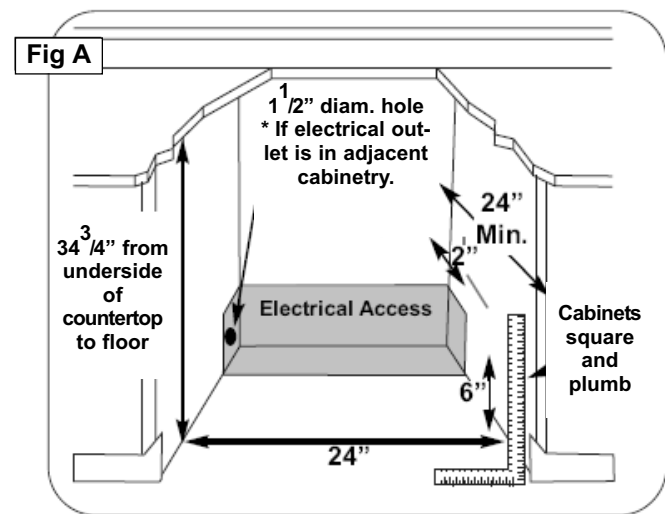 Fig A
1 1/2” diam. hole
* If electrical out-
let is in adjacent
cabinetry.
34 3/4” from
underside
of
countertop
to floor
24”
Min.
2”
Electrical Access
Cabinets
square
and
plumb
6”
24”